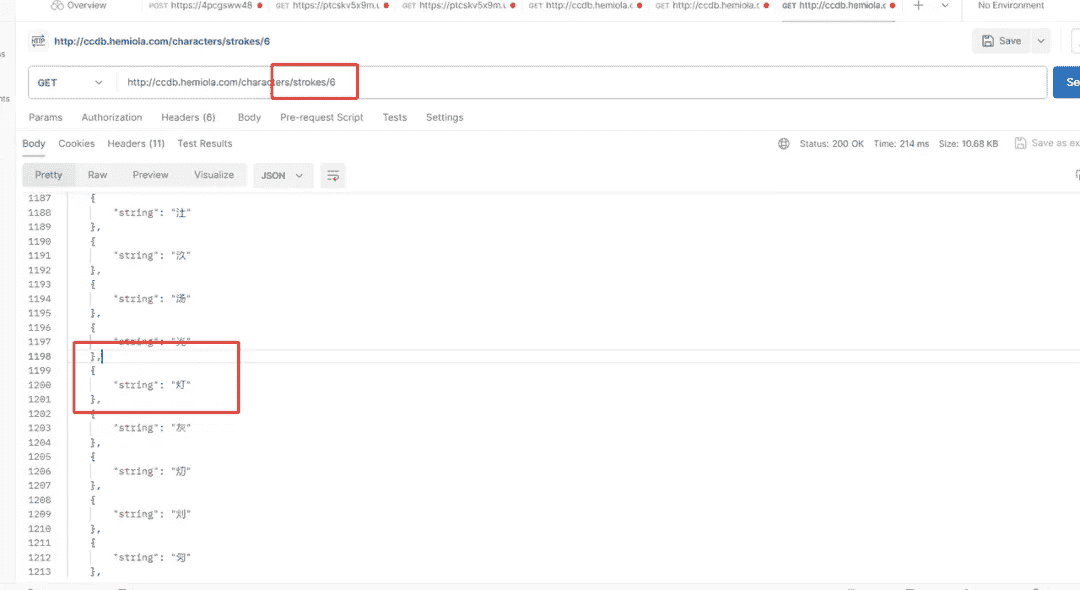 Overview POST https://4pcgsww48 GET https://ptcskv5x9m.u GET https://ptcskv5x9m.u GET http://ccdb.hemiola.c GET http://ccdb.hemiola.c GET http://ccdb.hemiola.c + No Environment
HTTP http://ccdb.hemiola.com/characters/strokes/6 Save
GET http://ccdb.hemiola.com/characters/strokes/6 Se
Params Authorization Headers (6) Body Pre-request Script Tests Settings
Body Cookies Headers (11) Test Results Status: 200 OK Time: 214 ms Size: 10.68 KB Save as ex
Pretty Raw Preview Visualize JSON
1187 {
1188 "string": "汢"
1189 },
1190 {
1191 "string": "汷"
1192 },
1193 {
1194 "string": "汤"
1195 },
1196 {
1197 "string": "光"
1198 },
1199 {
1200 "string": "灯"
1201 },
1202 {
1203 "string": "灰"
1204 },
1205 {
1206 "string": "灱"
1207 },
1208 {
1209 "string": "刘"
1210 },
1211 {
1212 "string": "匈"
1213 },